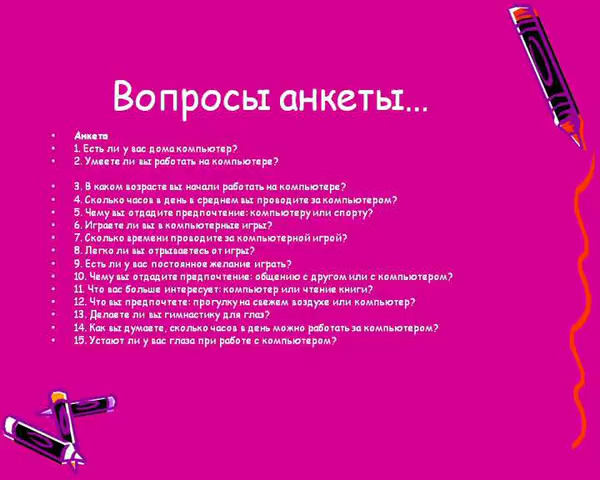 Вопросы анкеты...
Анкета
1. Есть ли у вас дома компьютер?
2. Умеете ли вы работать на компьютере?
3. В каком возрасте вы начали работать на компьютере?
4. Сколько часов в день в среднем вы проводите за компьютером?
5. Чему вы отдадите предпочтение: компьютеру или спорту?
6. Играете ли вы в компьютерные игры?
7. Сколько времени проводите за компьютерной игрой?
8. Легко ли вы отрываетесь от игры?
9. Есть ли у вас постоянное желание играть?
10. Чему вы отдадите предпочтение: общению с другом или с компьютером?
11. Что вас больше интересует: компьютер или чтение книги?
12. Что вы предпочтете: прогулку на свежем воздухе или компьютер?
13. Делаете ли вы гимнастику для глаз?
14. Как вы думаете, сколько часов в день можно работать за компьютером?
15. Устают ли у вас глаза при работе с компьютером?